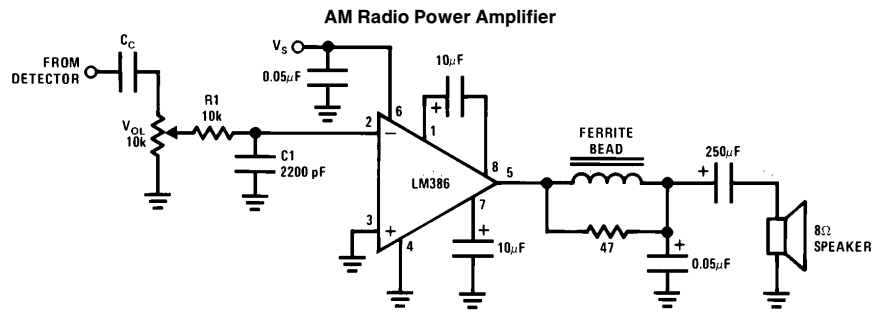 AM Radio Power Amplifier
FROM
DETECTOR
CC
VOL
10k
R1
10k
C1
2200 pF
VS
0.05μF
6
2
−
10μF
+
1
8
LM386
5
7
3
+
4
+
10μF
FERRITE
BEAD
47
+
250μF
+
0.05μF
8Ω
SPEAKER